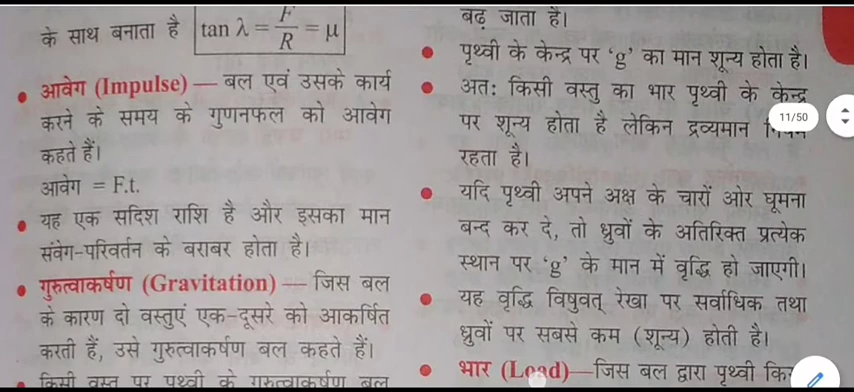 के साथ बनाता है tan λ = F/R = μ
आवेग (Impulse) — बल एवं उसके कार्य
करने के समय के गुणनफल को आवेग
कहते हैं।
आवेग = F.t.
यह एक सदिश राशि है और इसका मान
संवेग-परिवर्तन के बराबर होता है।
गुरुत्वाकर्षण (Gravitation) — जिस बल
के कारण दो वस्तुएं एक-दूसरे को आकर्षित
करती हैं, उसे गुरुत्वाकर्षण बल कहते हैं।
किसी वस्तु पर पृथ्वी के गुरुत्वाकर्षण बल
बढ़ जाता है।
पृथ्वी के केन्द्र पर ‘g’ का मान शून्य होता है।
अतः किसी वस्तु का भार पृथ्वी के केन्द्र
पर शून्य होता है लेकिन द्रव्यमान
रहता है।
यदि पृथ्वी अपने अक्ष के चारों ओर घूमना
बन्द कर दे, तो ध्रुवों के अतिरिक्त प्रत्येक
स्थान पर ‘g’ के मान में वृद्धि हो जाएगी।
यह वृद्धि विषुवत् रेखा पर सर्वाधिक तथा
ध्रुवों पर सबसे कम (शून्य) होती है।
भार (Load)—जिस बल द्वारा पृथ्वी
11/50